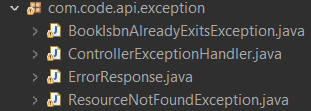 com.code.api.exception
BookIsbnAlreadyExitsException.java
ControllerExceptionHandler.java
ErrorResponse.java
ResourceNotFoundException.java